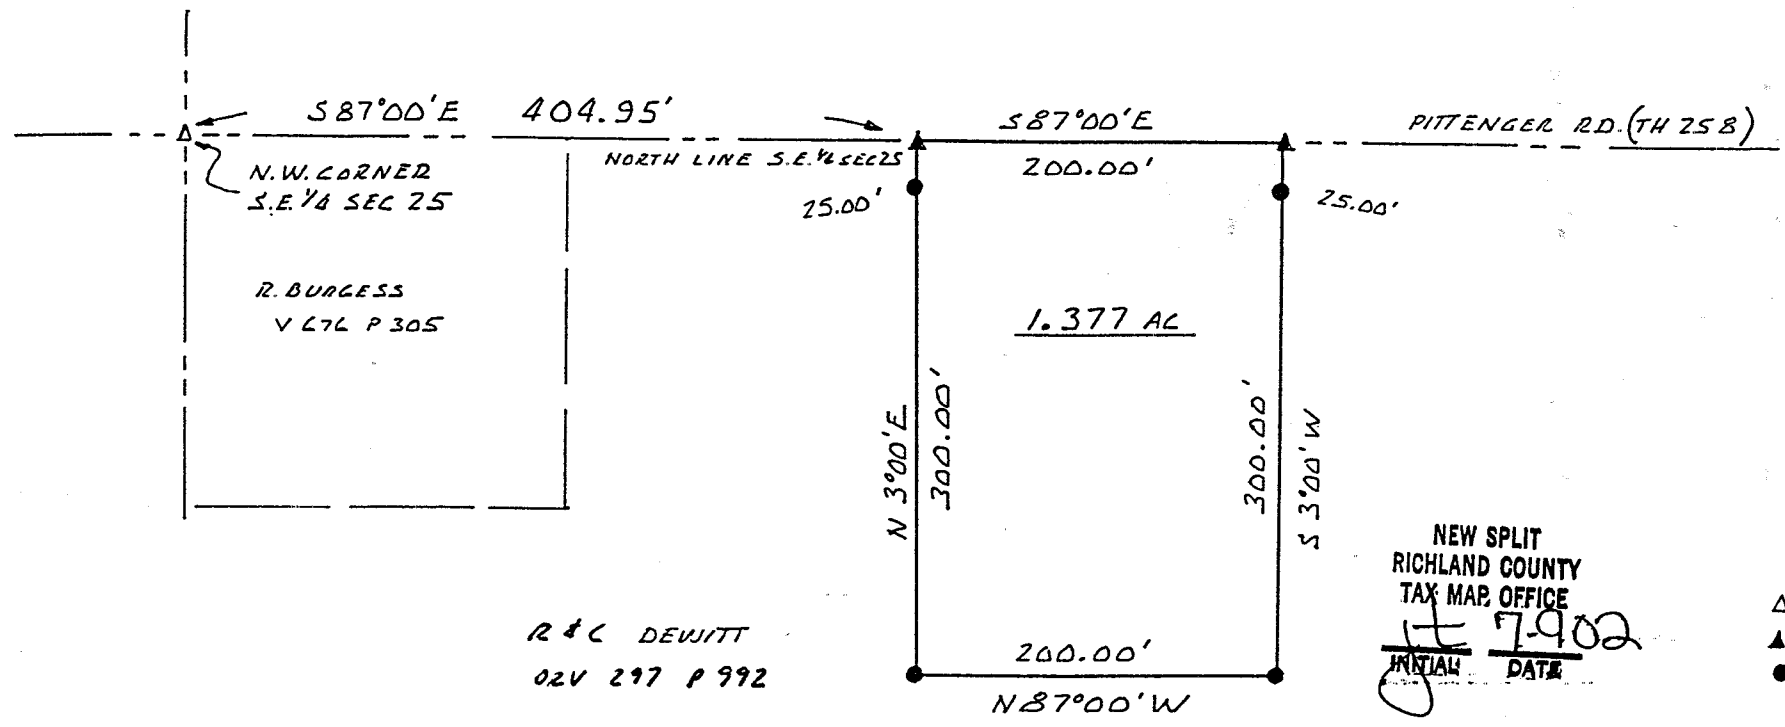 S87°00'E 404.95'
S87°00'E
PITTENGER RD. (TH 258)
NORTH LINE S.E.¼ SEC 25
200.00'
N.W. CORNER
S.E.¼ SEC 25
25.00'
25.00'
R. BURGESS
V 676 P 305
1.377 AC
N 3°00'E
300.00'
300.00'
S 3°00'W
NEW SPLIT
RICHLAND COUNTY
TAX MAP OFFICE
7-9 02
INITIAL DATE
R & C DEWITT
O2V 297 P 992
200.00'
N87°00'W